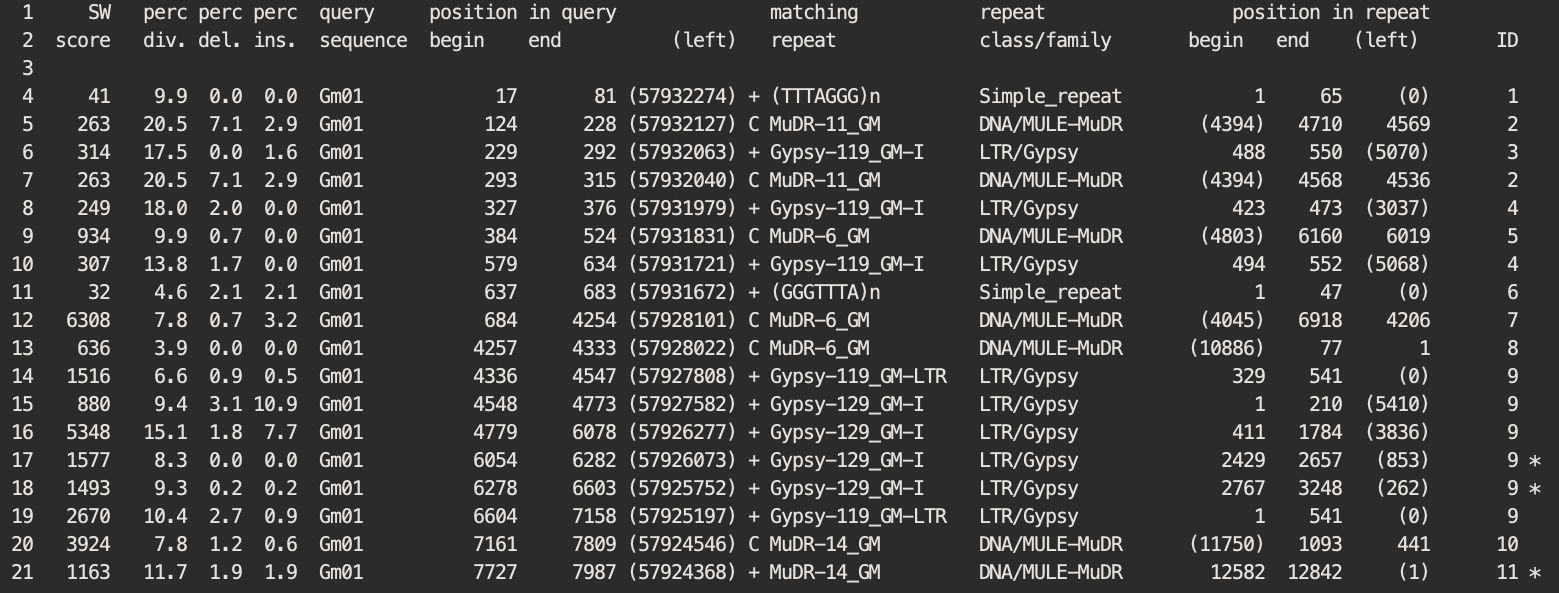 1 SW perc perc perc query position in query matching repeat position in repeat
2 score div. del. ins. sequence begin end (left) repeat class/family begin end (left) ID
3
4 41 9.9 0.0 0.0 Gm01 17 81 (57932274) + (TTTAGGG)n Simple_repeat 1 65 (0) 1
5 263 20.5 7.1 2.9 Gm01 124 228 (57932127) C MuDR-11_GM DNA/MULE-MuDR (4394) 4710 4569 2
6 314 17.5 0.0 1.6 Gm01 229 292 (57932063) + Gypsy-119_GM-I LTR/Gypsy 488 550 (5070) 3
7 263 20.5 7.1 2.9 Gm01 293 315 (57932040) C MuDR-11_GM DNA/MULE-MuDR (4394) 4568 4536 2
8 249 18.0 2.0 0.0 Gm01 327 376 (57931979) + Gypsy-119_GM-I LTR/Gypsy 423 473 (3037) 4
9 934 9.9 0.7 0.0 Gm01 384 524 (57931831) C MuDR-6_GM DNA/MULE-MuDR (4803) 6160 6019 5
10 307 13.8 1.7 0.0 Gm01 579 634 (57931721) + Gypsy-119_GM-I LTR/Gypsy 494 552 (5068) 4
11 32 4.6 2.1 2.1 Gm01 637 683 (57931672) + (GGGTTTA)n Simple_repeat 1 47 (0) 6
12 6308 7.8 0.7 3.2 Gm01 684 4254 (57928101) C MuDR-6_GM DNA/MULE-MuDR (4045) 6918 4206 7
13 636 3.9 0.0 0.0 Gm01 4257 4333 (57928022) C MuDR-6_GM DNA/MULE-MuDR (10886) 77 1 8
14 1516 6.6 0.9 0.5 Gm01 4336 4547 (57927808) + Gypsy-119_GM-LTR LTR/Gypsy 329 541 (0) 9
15 880 9.4 3.1 10.9 Gm01 4548 4773 (57927582) + Gypsy-129_GM-I LTR/Gypsy 1 210 (5410) 9
16 5348 15.1 1.8 7.7 Gm01 4779 6078 (57926277) + Gypsy-129_GM-I LTR/Gypsy 411 1784 (3836) 9
17 1577 8.3 0.0 0.0 Gm01 6054 6282 (57926073) + Gypsy-129_GM-I LTR/Gypsy 2429 2657 (853) 9 *
18 1493 9.3 0.2 0.2 Gm01 6278 6603 (57925752) + Gypsy-129_GM-I LTR/Gypsy 2767 3248 (262) 9 *
19 2670 10.4 2.7 0.9 Gm01 6604 7158 (57925197) + Gypsy-119_GM-LTR LTR/Gypsy 1 541 (0) 9
20 3924 7.8 1.2 0.6 Gm01 7161 7809 (57924546) C MuDR-14_GM DNA/MULE-MuDR (11750) 1093 441 10
21 1163 11.7 1.9 1.9 Gm01 7727 7987 (57924368) + MuDR-14_GM DNA/MULE-MuDR 12582 12842 (1) 11 *